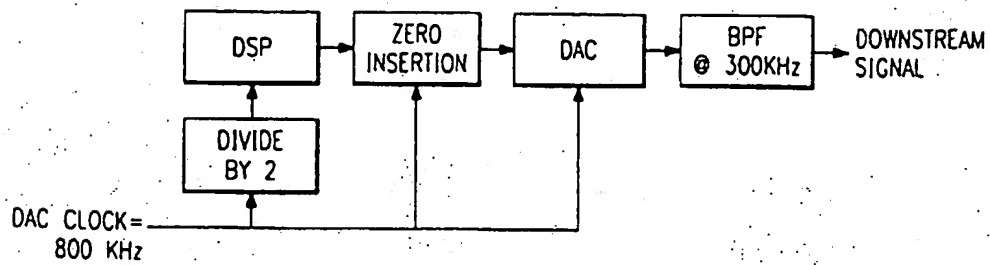 DSP
ZERO
INSERTION
DAC
BPF
@ 300KHz
DOWNSTREAM
SIGNAL
DIVIDE
BY 2
DAC CLOCK=
800 KHz